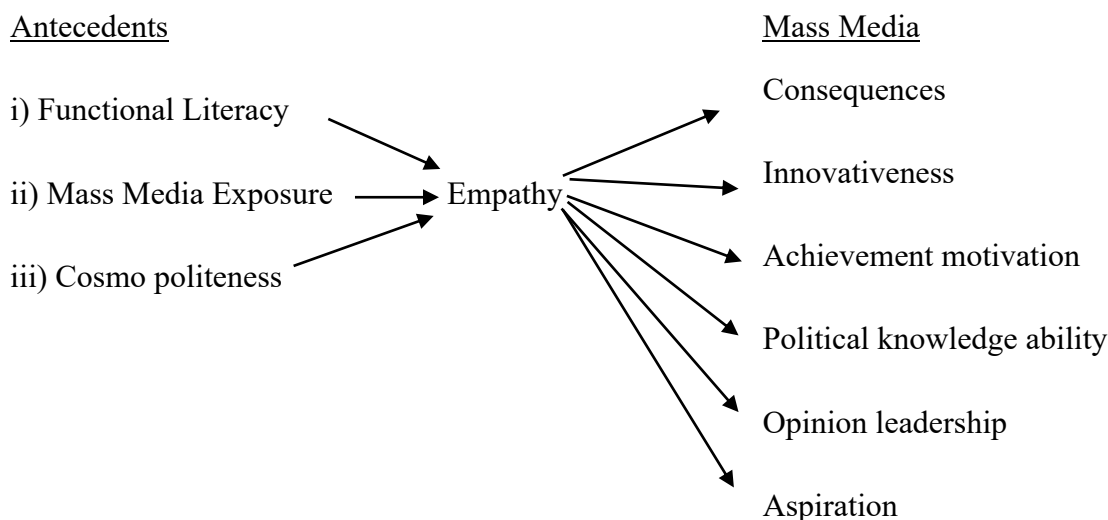 Antecedents
i) Functional Literacy
ii) Mass Media Exposure
iii) Cosmo politeness
Empathy
Mass Media
Consequences
Innovativeness
Achievement motivation
Political knowledge ability
Opinion leadership
Aspiration